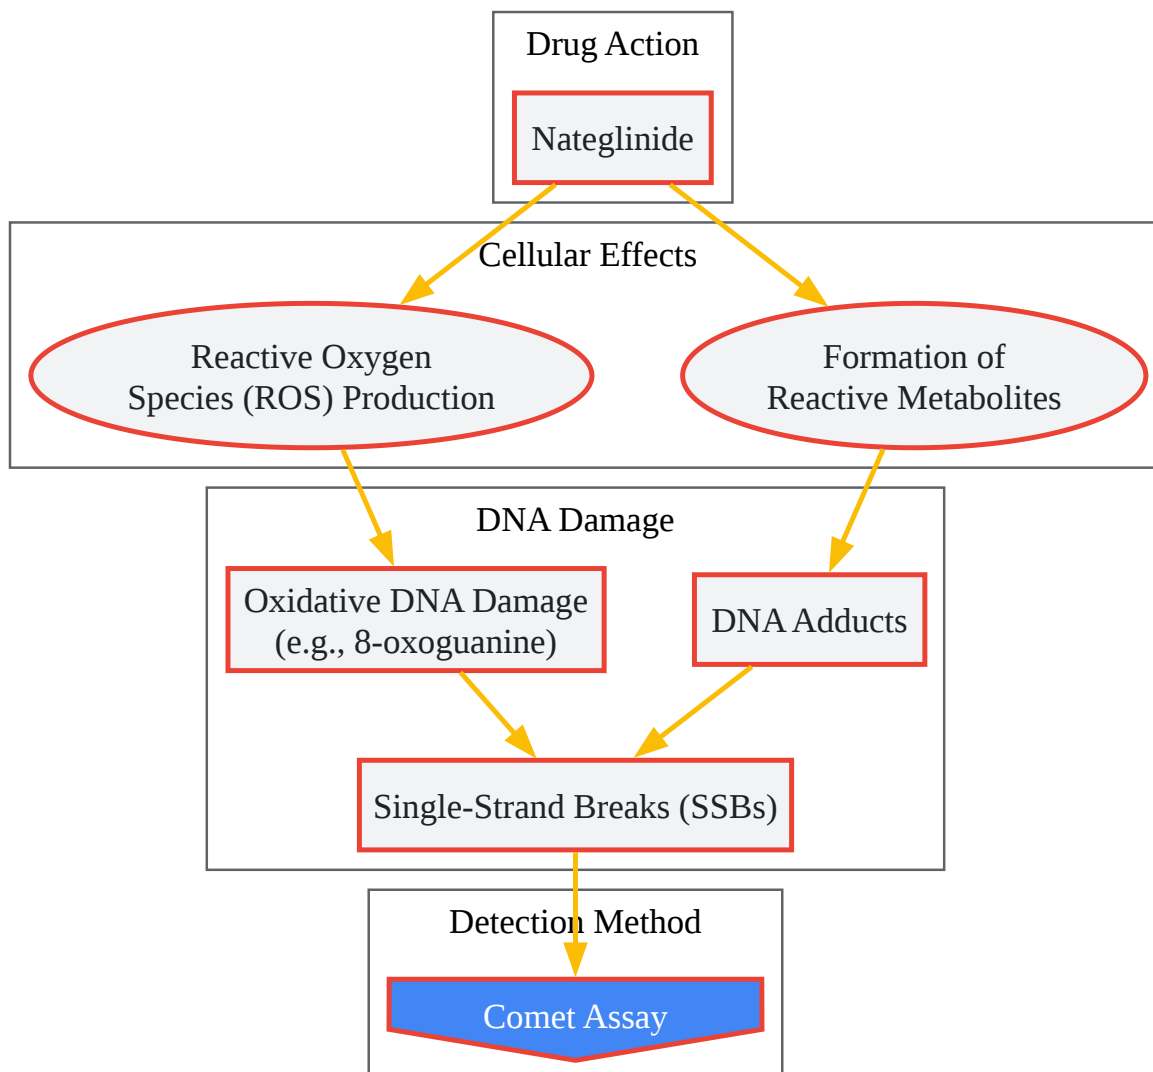 Drug Action
Nateglinide
Cellular Effects
Reactive Oxygen
Species (ROS) Production
Formation of
Reactive Metabolites
DNA Damage
Oxidative DNA Damage
(e.g., 8-oxoguanine)
DNA Adducts
Single-Strand Breaks (SSBs)
Detection Method
Comet Assay